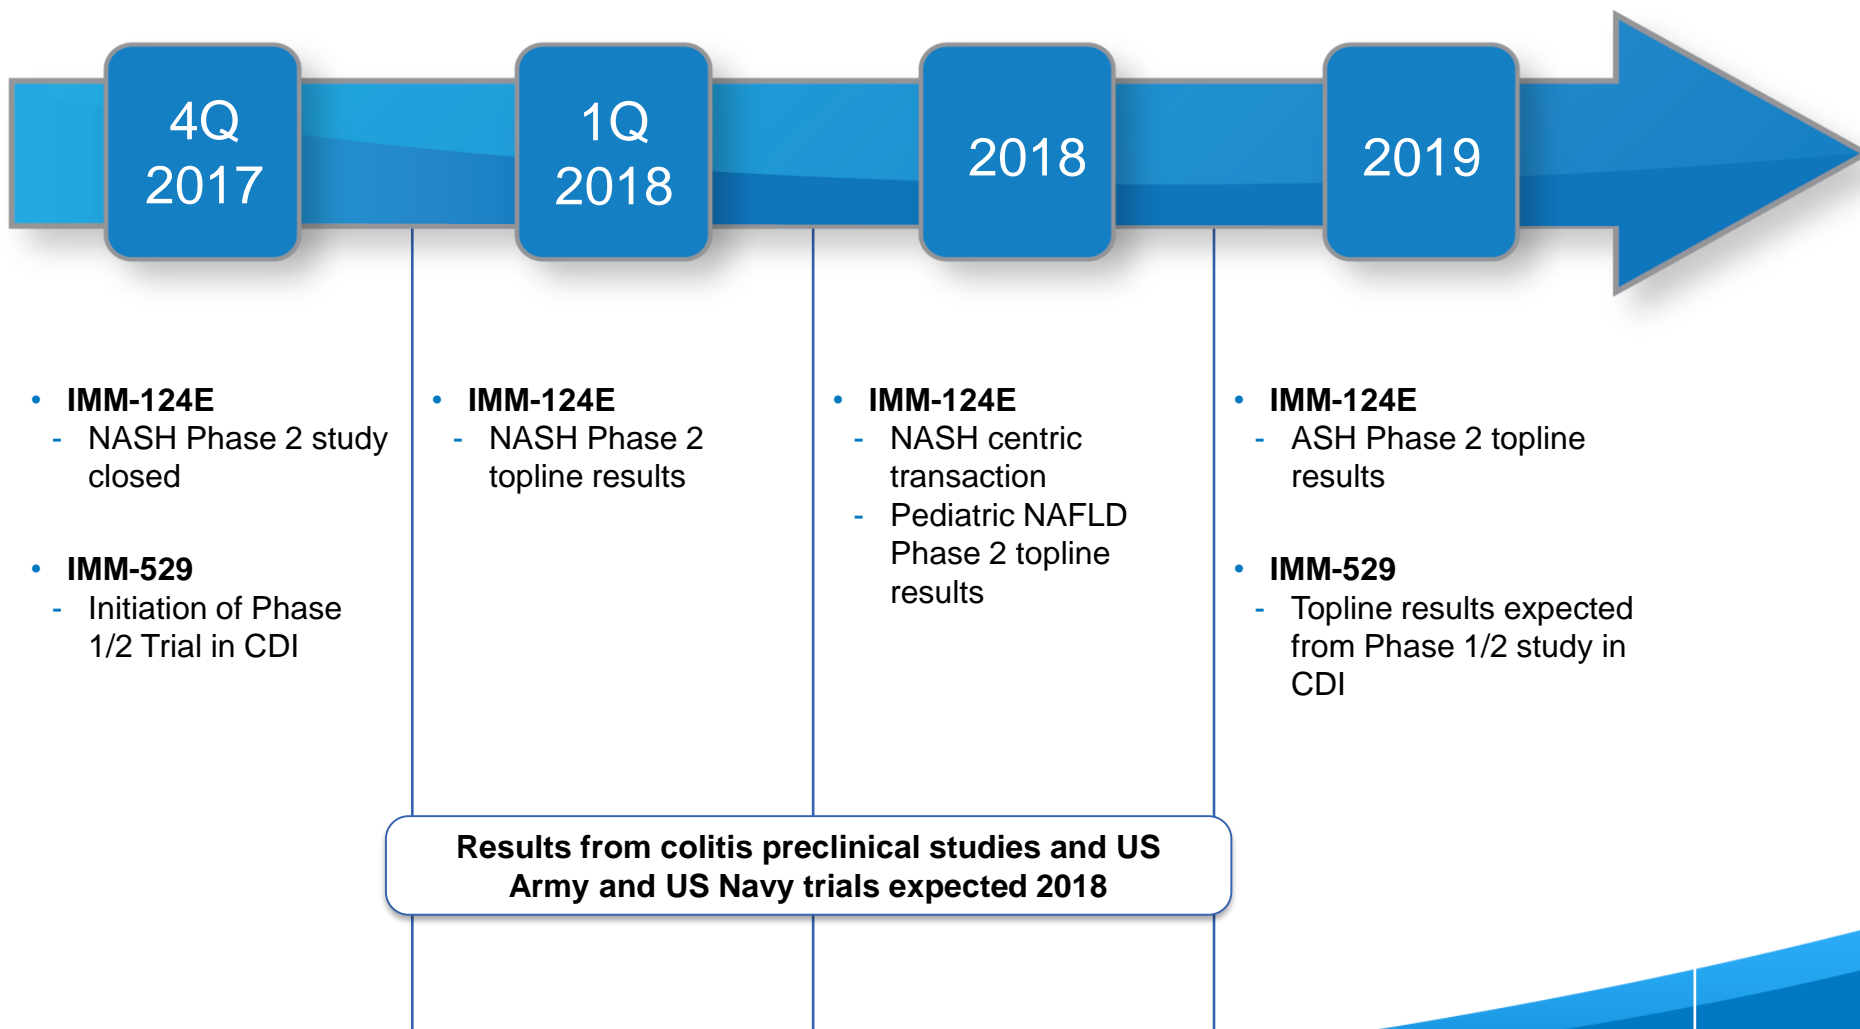 4Q
2017
1Q
2018
2018
2019
• IMM-124E
- NASH Phase 2 study
closed
• IMM-529
- Initiation of Phase
1/2 Trial in CDI
• IMM-124E
- NASH Phase 2
topline results
• IMM-124E
- NASH centric
transaction
- Pediatric NAFLD
Phase 2 topline
results
• IMM-124E
- ASH Phase 2 topline
results
• IMM-529
- Topline results expected
from Phase 1/2 study in
CDI
Results from colitis preclinical studies and US
Army and US Navy trials expected 2018